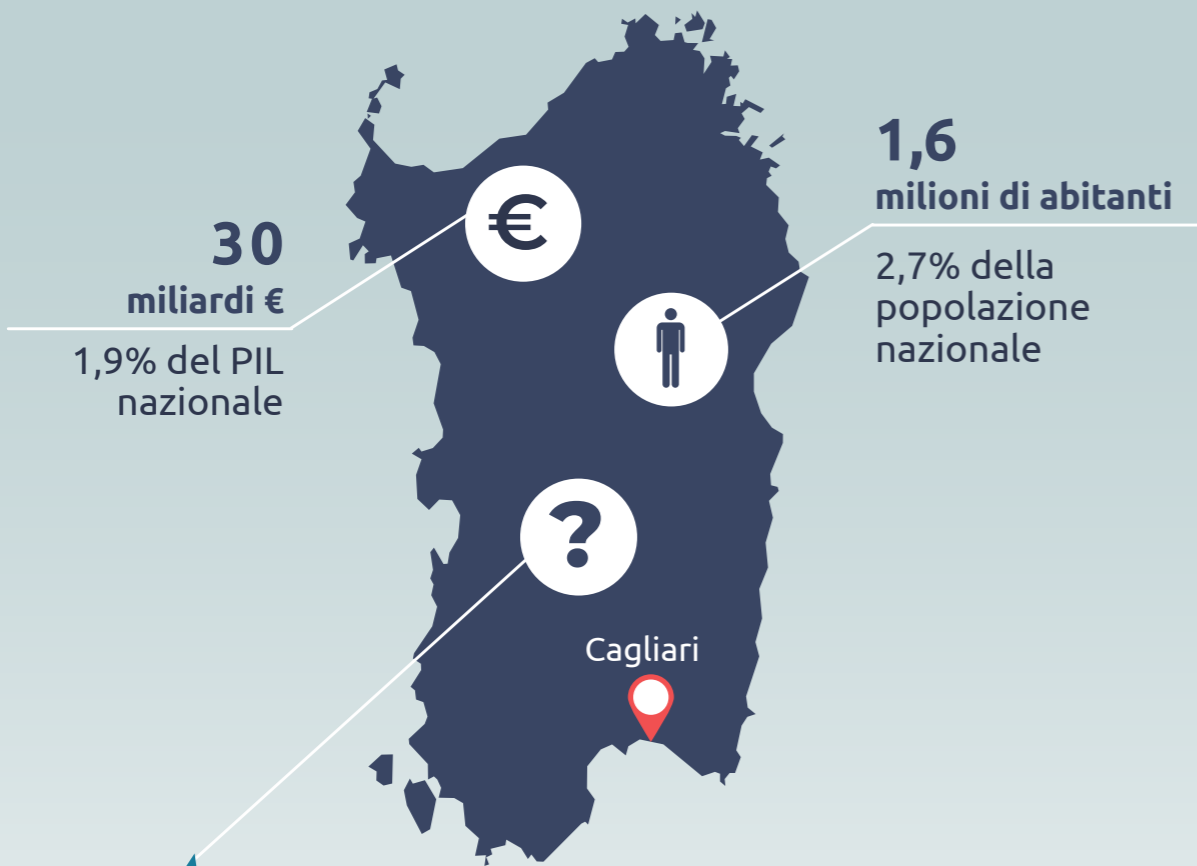 30
miliardi €
1,9% del PIL
nazionale
€
1,6
milioni di abitanti
2,7% della
popolazione
nazionale
?
Cagliari